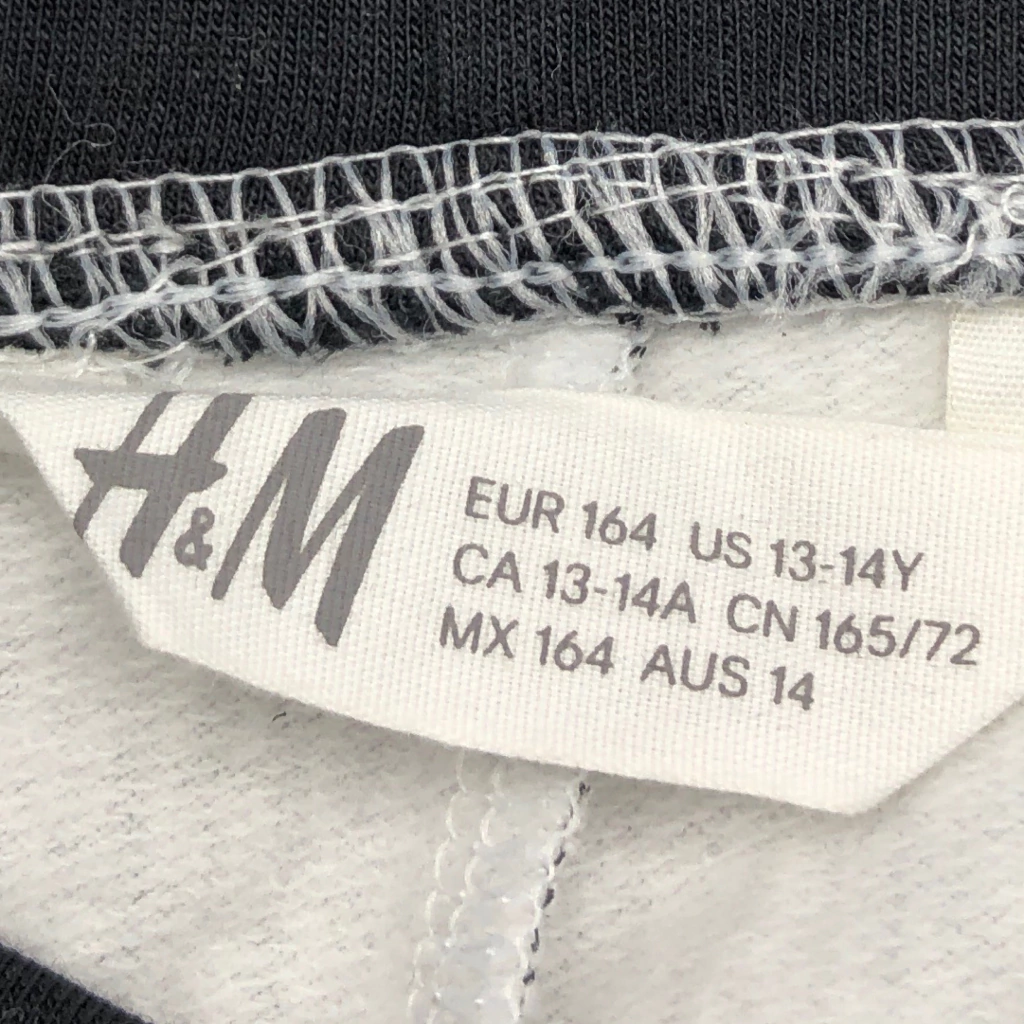 H&M
EUR 164 US 13-14Y
CA 13-14A CN 165/72
MX 164 AUS 14